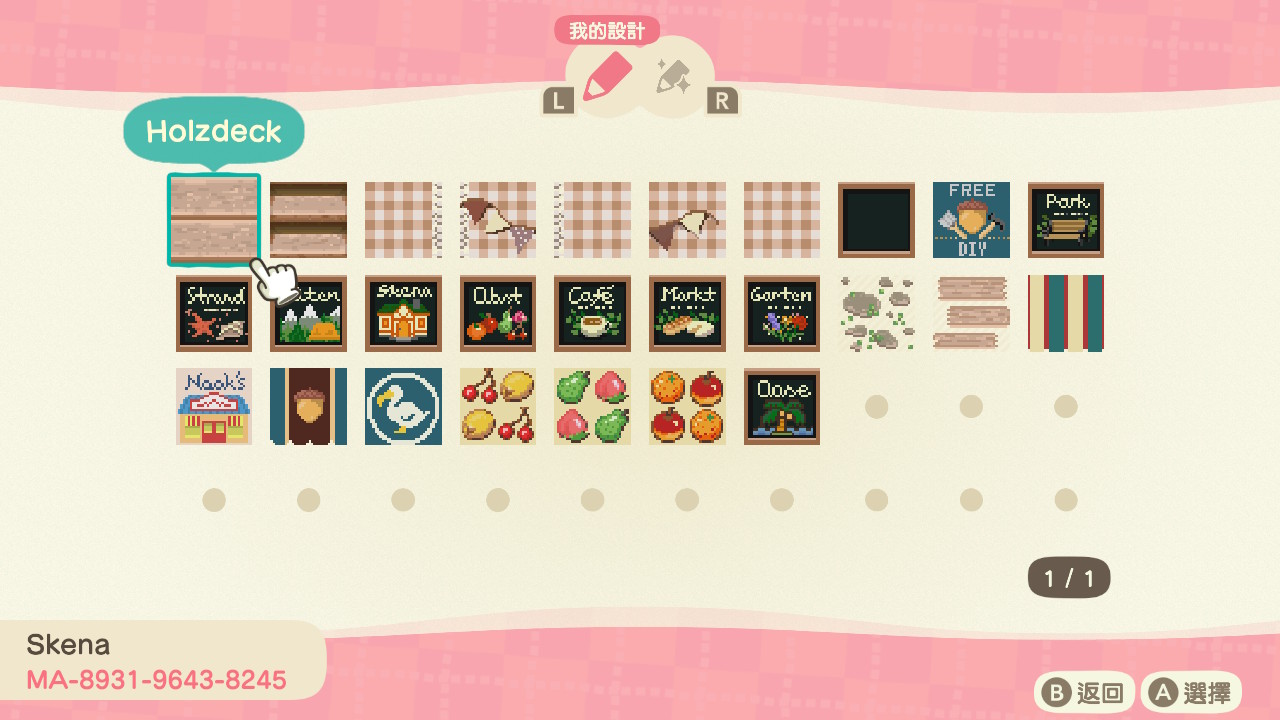 我的設計
L
R
Holzdeck
FREE
DIY
Park
Strand
Skena
Obst
Café
Markt
Garten
Nook's
Oase
1 / 1
Skena
MA-8931-9643-8245
B 返回
A 選擇